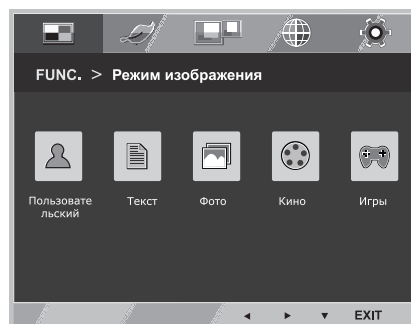 FUNC. > Режим изображения
Пользовате
льский
Текст
Фото
Кино
Игры
EXIT